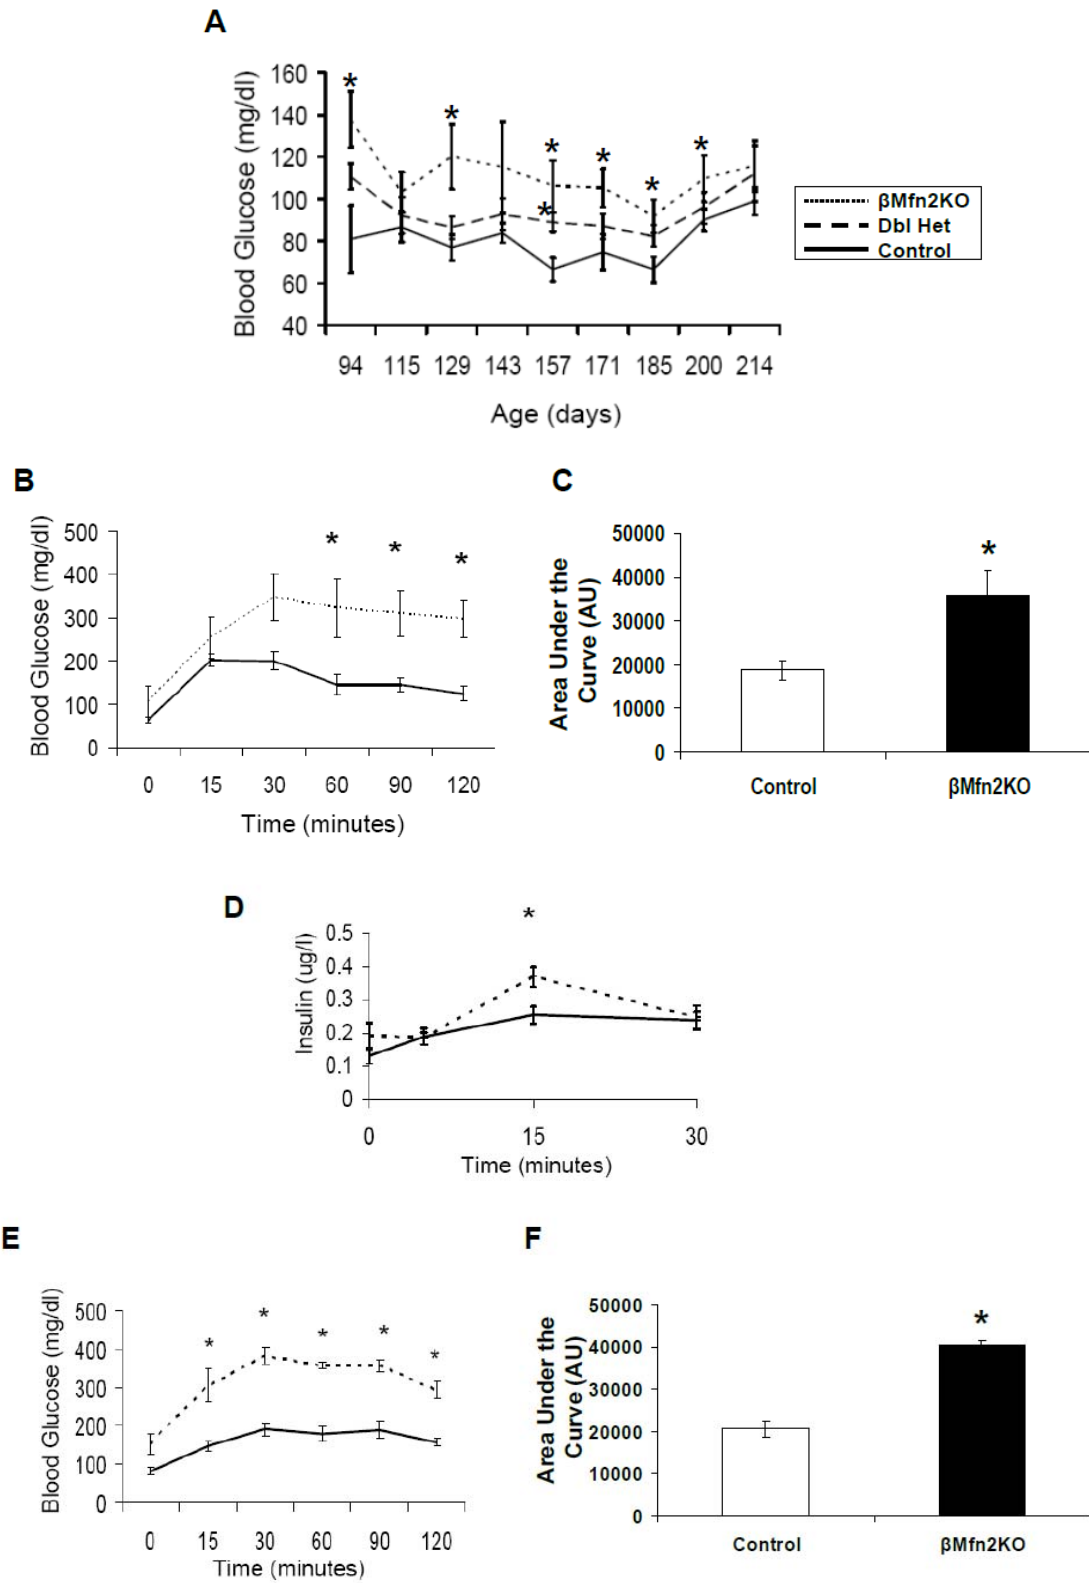 A
Blood Glucose (mg/dl)
160
140
120
100
80
60
40
*
*
*
*
*
*
*
94 115 129 143 157 171 185 200 214
Age (days)
βMfn2KO
Dbl Het
Control
B
Blood Glucose (mg/dl)
500
400
300
200
100
0
* * *
0 15 30 60 90 120
Time (minutes)
C
Area Under the
Curve (AU)
50000
40000
30000
20000
10000
0
*
Control βMfn2KO
D
Insulin (ug/l)
0.5
0.4
0.3
0.2
0.1
0
*
0 15 30
Time (minutes)
E
Blood Glucose (mg/dl)
500
400
300
200
100
0
* * * * *
0 15 30 60 90 120
Time (minutes)
F
Area Under the
Curve (AU)
50000
40000
30000
20000
10000
0
*
Control βMfn2KO